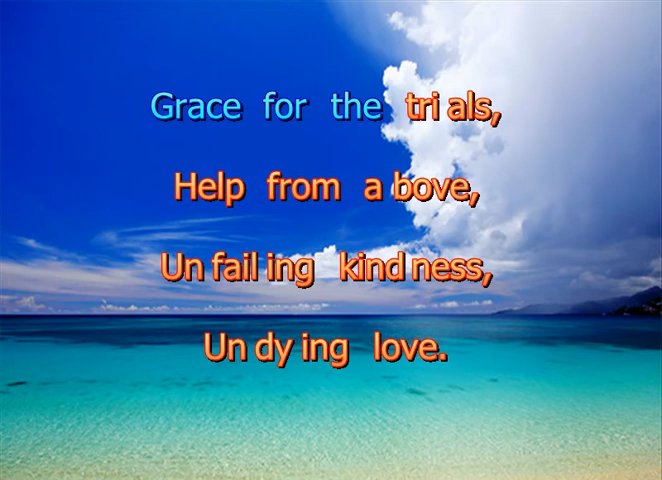 Grace for the tri als,
Help from a bove,
Un fail ing kind ness,
Un dy ing love.